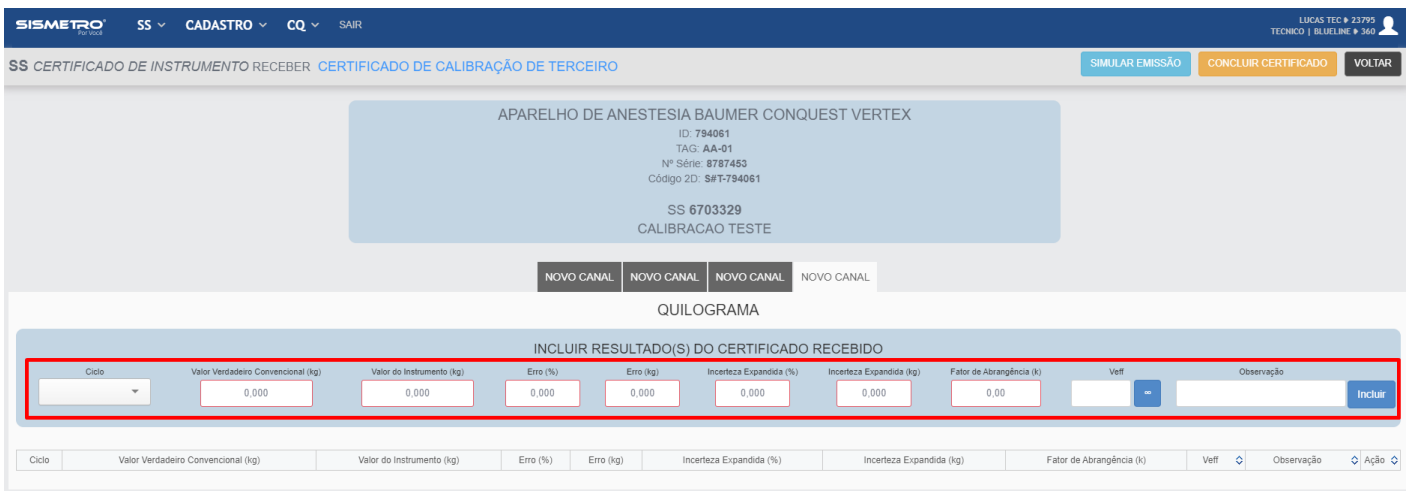 SISMETRO®
Por Você
SS CADASTRO CQ SAIR
LUCAS TEC 23795
TECNICO | BLUELINE 360
SS CERTIFICADO DE INSTRUMENTO RECEBER CERTIFICADO DE CALIBRAÇÃO DE TERCEIRO
SIMULAR EMISSÃO CONCLUIR CERTIFICADO VOLTAR
APARELHO DE ANESTESIA BAUMER CONQUEST VERTEX
ID: 794061
TAG: AA-01
Nº Série: 8787453
Código 2D: S#T-794061
SS 6703329
CALIBRACAO TESTE
NOVO CANAL NOVO CANAL NOVO CANAL NOVO CANAL
QUILOGRAMA
INCLUIR RESULTADO(S) DO CERTIFICADO RECEBIDO
Ciclo Valor Verdadeiro Convencional (kg) Valor do Instrumento (kg) Erro (%) Erro (kg) Incerteza Expandida (%) Incerteza Expandida (kg) Fator de Abrangência (k) Veff Observação
0,000 0,000 0,000 0,000 0,000 0,000 0,00 ∞ Incluir
Ciclo Valor Verdadeiro Convencional (kg) Valor do Instrumento (kg) Erro (%) Erro (kg) Incerteza Expandida (%) Incerteza Expandida (kg) Fator de Abrangência (k) Veff Observação Ação